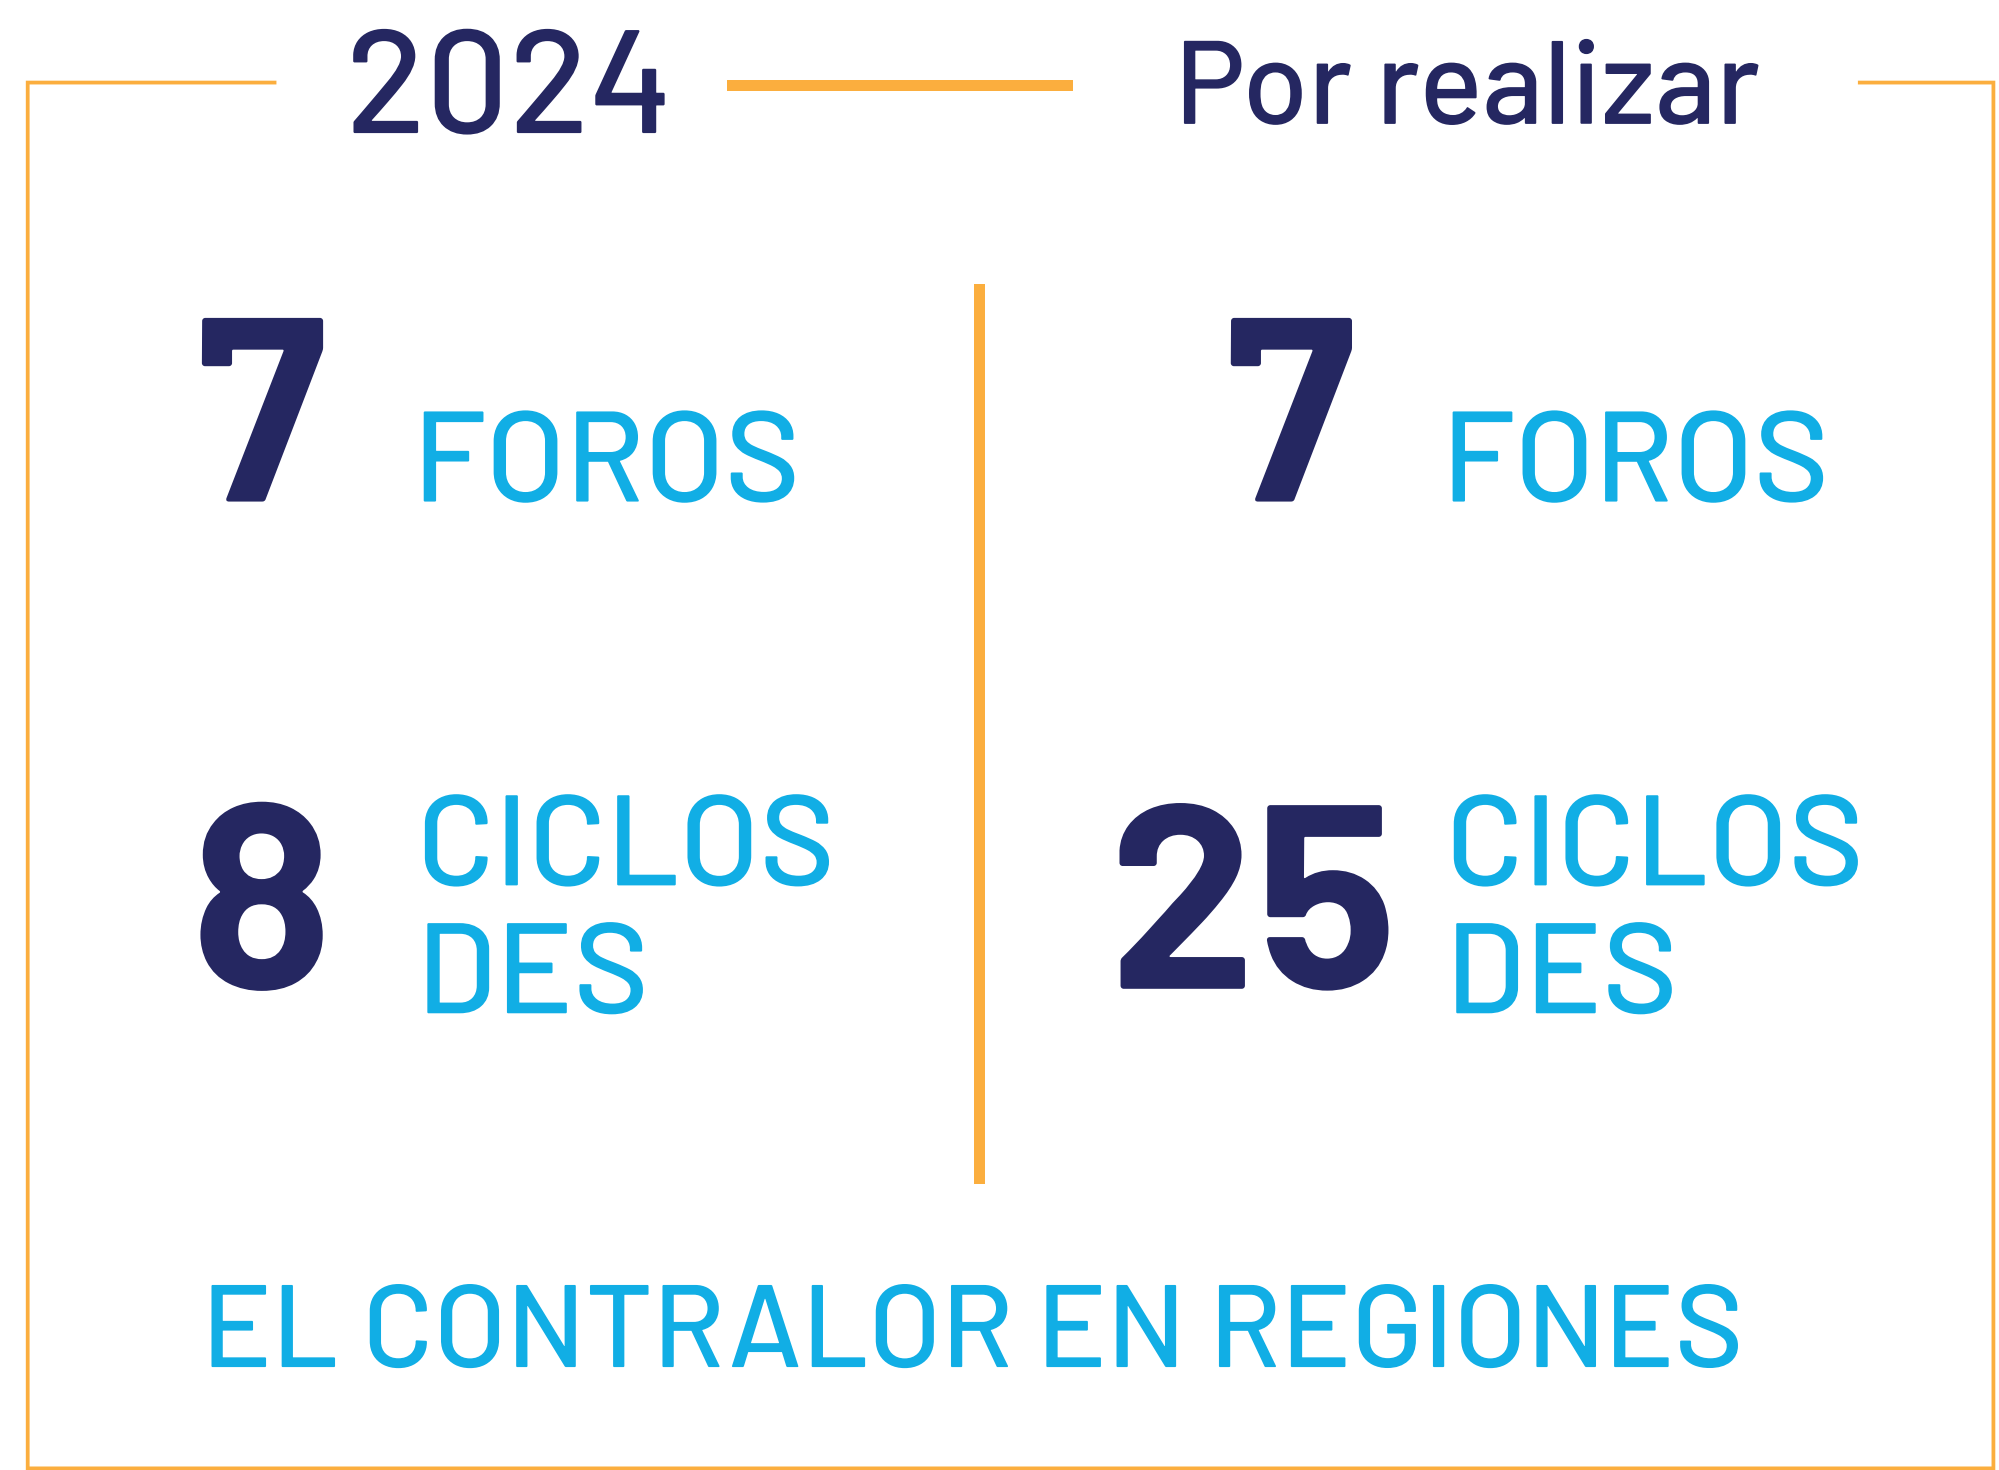 2024
Por realizar
7 FOROS
7 FOROS
8 CICLOS
DES
25 CICLOS
DES
EL CONTRALOR EN REGIONES